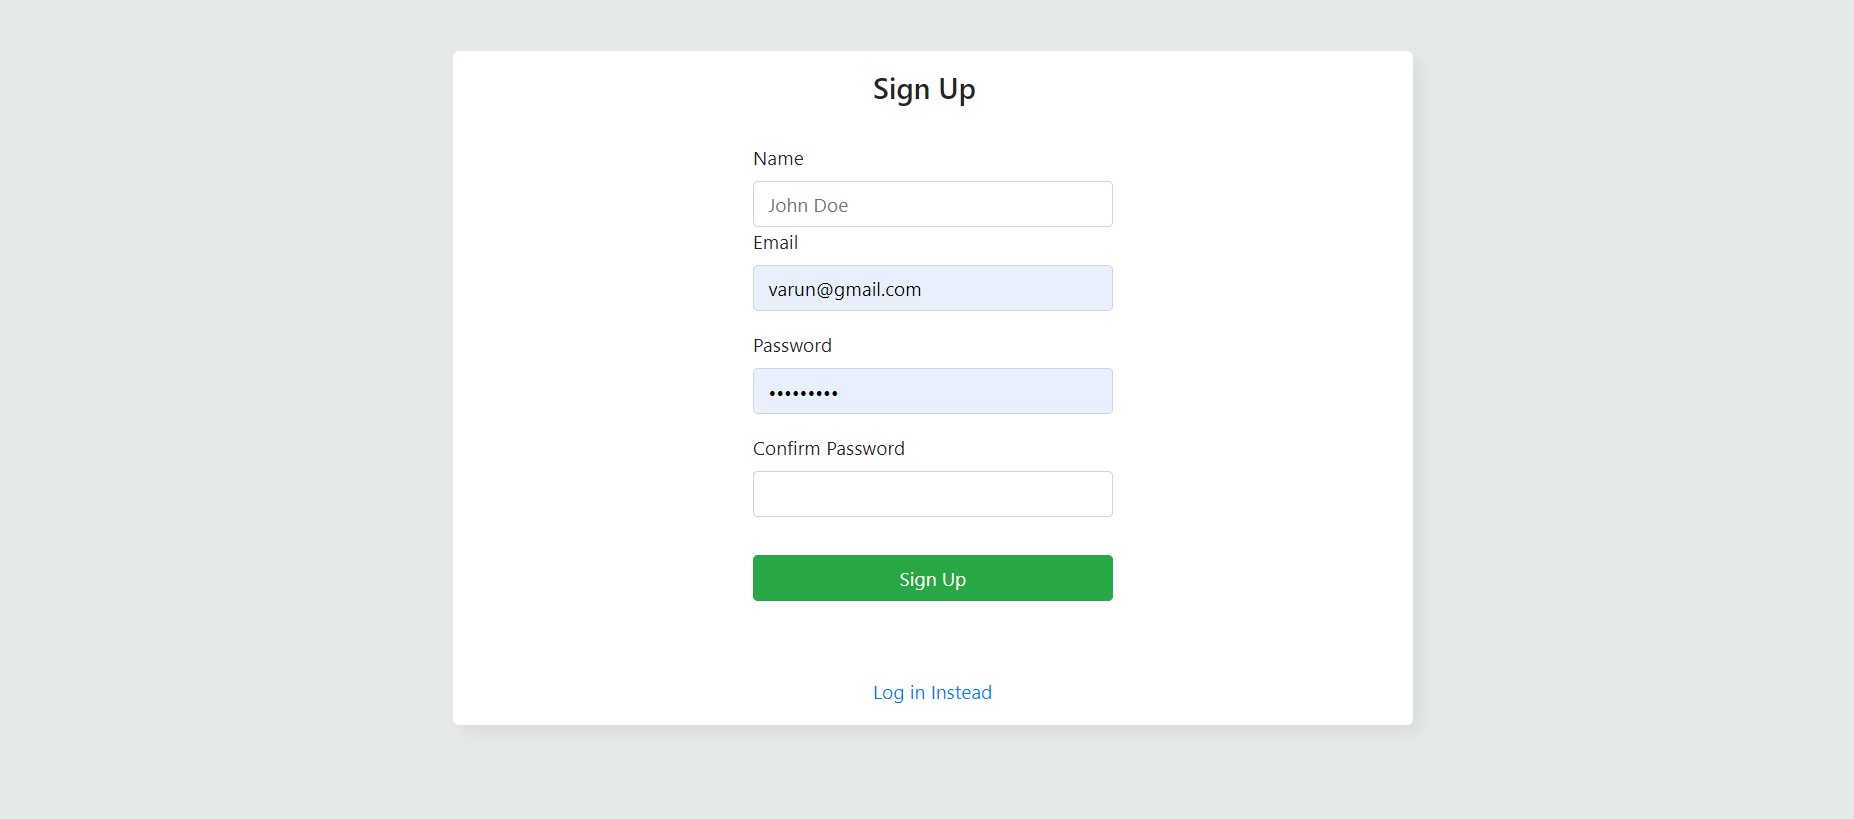 Sign Up
Name
John Doe
Email
varun@gmail.com
Password
•••••••••
Confirm Password
Sign Up
Log in Instead